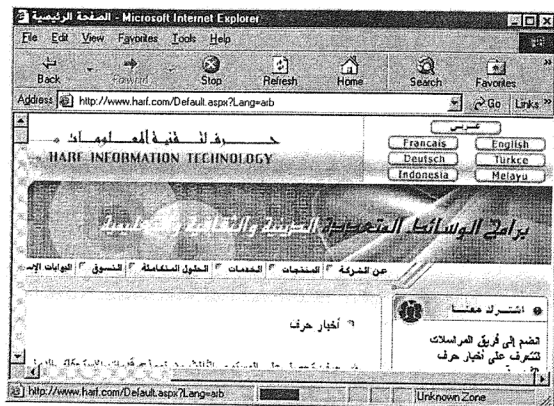 الصفحة الرئيسية - Microsoft Internet Explorer
File Edit View Favorites Tools Help
Back Forward Stop Refresh Home Search Favorites
Address http://www.harf.com/Default.aspx?Lang=arb Go Links
حرف لتقنية المعلومات
HARF INFORMATION TECHNOLOGY
عربي
Francais English
Deutsch Türkce
Indonesia Melayu
برامج الوسائط المتعددة الدينية والثقافية والتعليمية
عن الشركة المنتجات الخدمات الحلول المتكاملة التسوق البوابات
اشترك معنا
أخبار حرف
انضم إلى فريق المراسلات
لتتعرف على أخبار حرف
http://www.harf.com/Default.aspx?Lang=arb Unknown Zone